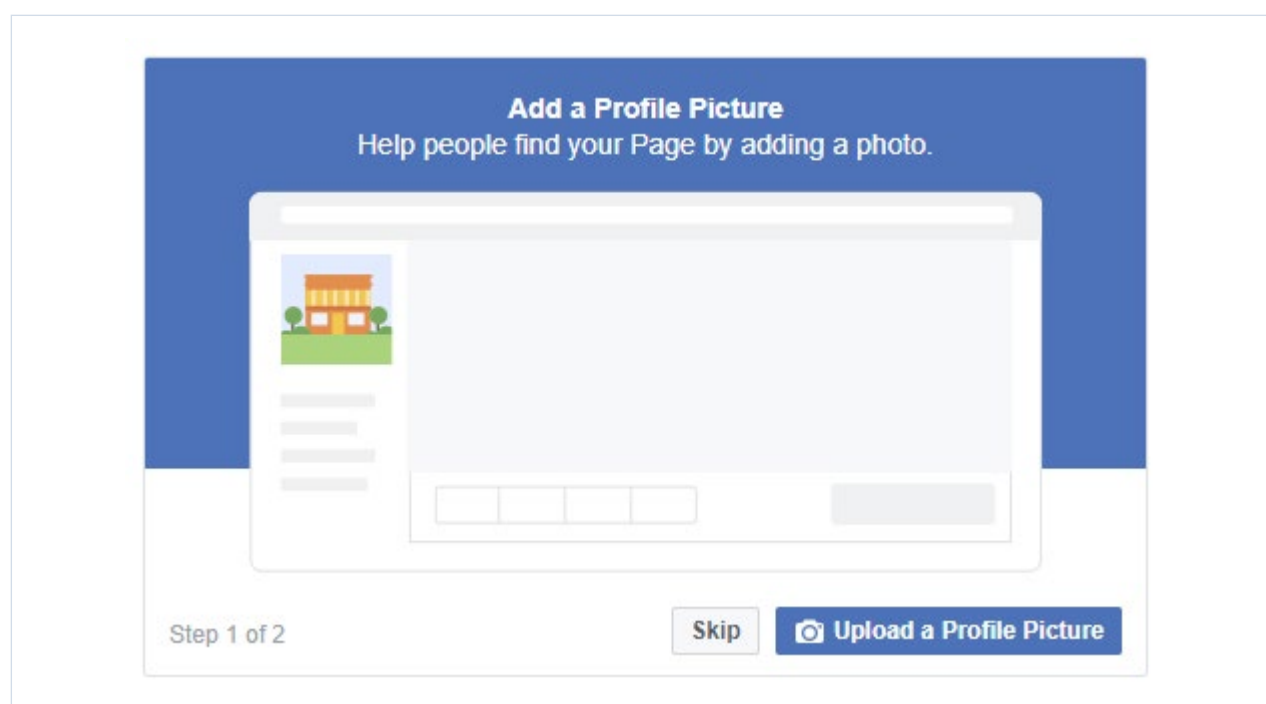 Add a Profile Picture
Help people find your Page by adding a photo.
Step 1 of 2
Skip
Upload a Profile Picture